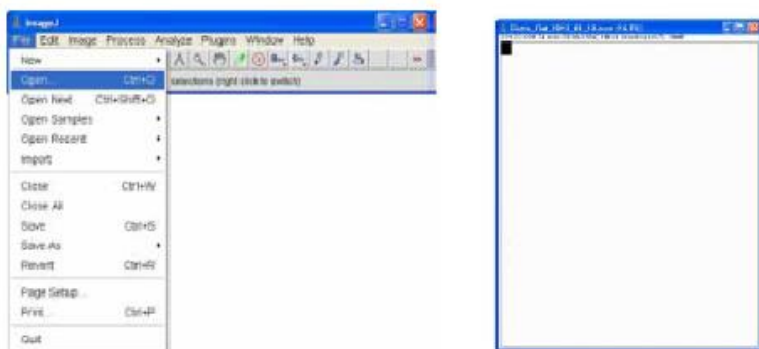 ImageJ
File Edit Image Process Analyze Plugins Window Help
New
Open... Ctrl+O
selections (right click to switch)
Open Next Ctrl+Shift+O
Open Samples
Open Recent
Import
Close Ctrl+W
Close All
Save Ctrl+S
Save As
Revert Ctrl+R
Page Setup...
Print... Ctrl+P
Quit